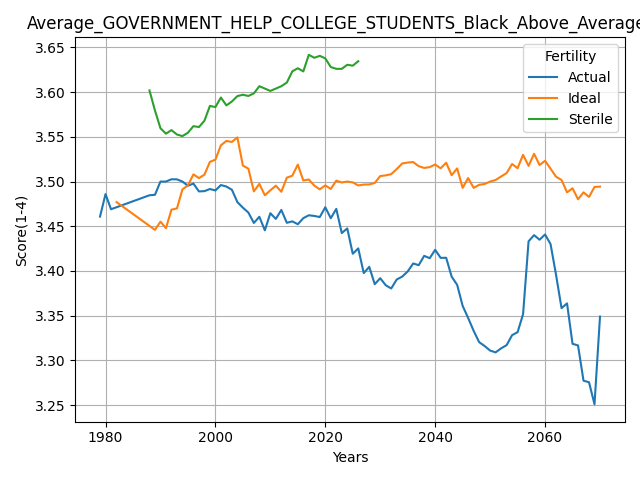 Average_GOVERNMENT_HELP_COLLEGE_STUDENTS_Black_Above_Average
Fertility
Actual
Ideal
Sterile
3.65
3.60
3.55
3.50
3.45
3.40
3.35
3.30
3.25
Score(1-4)
1980 2000 2020 2040 2060
Years